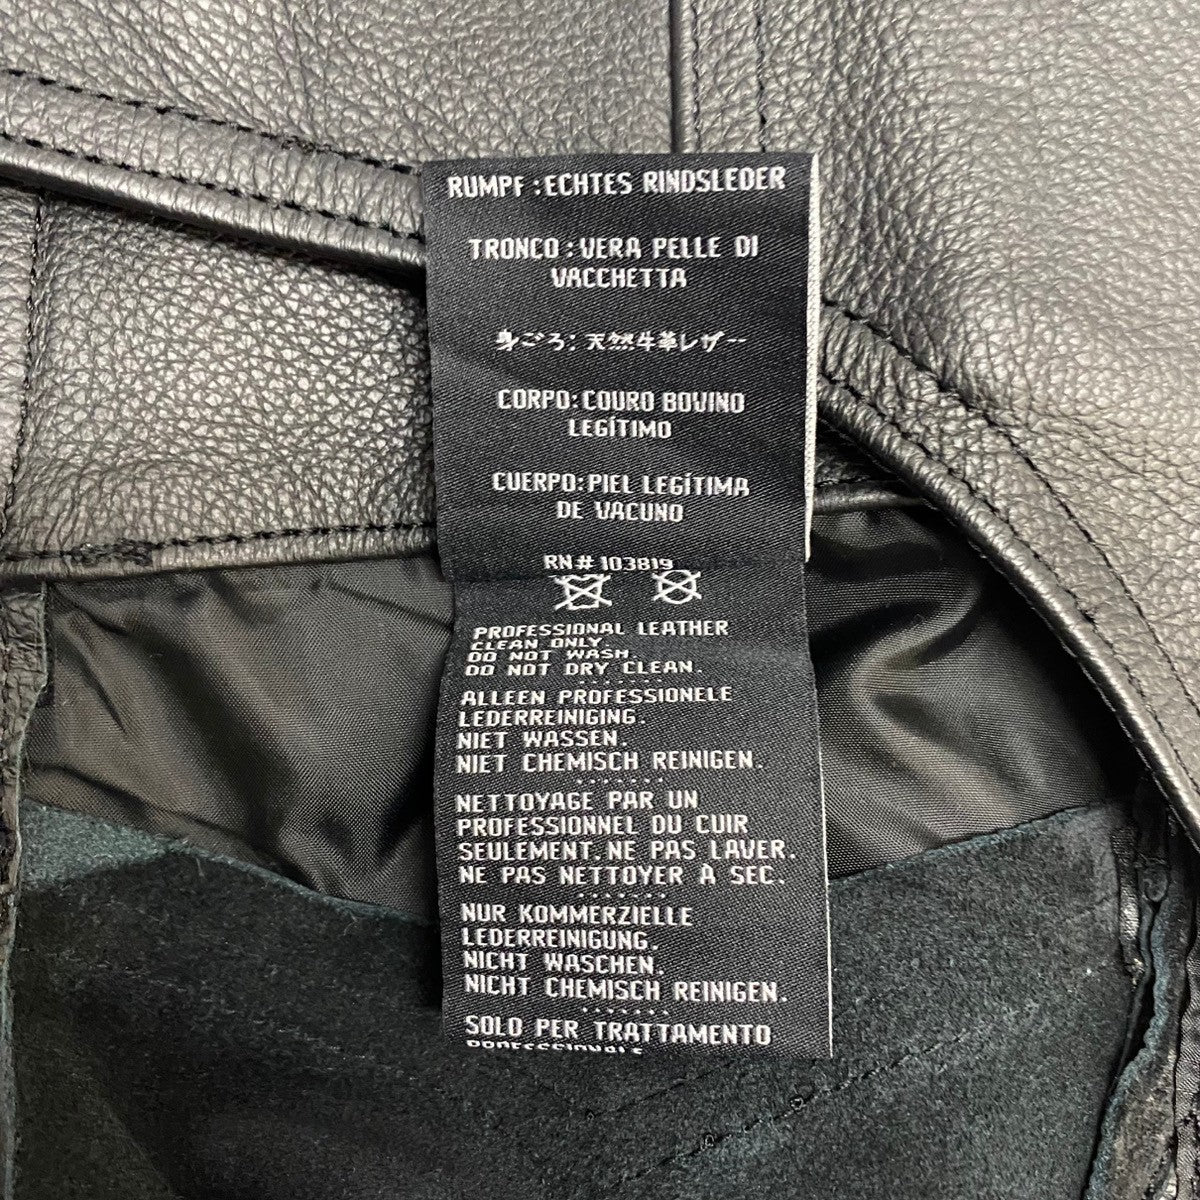 RUMPF:ECHTES RINDSLEDER
TRONCO:VERA PELLE DI
VACCHETTA
身ごろ:天然牛革レザー
CORPO:COURO BOVINO
LEGÍTIMO
CUERPO:PIEL LEGÍTIMA
DE VACUNO
RN# 103819
PROFESSIONAL LEATHER
CLEAN ONLY.
DO NOT WASH.
DO NOT DRY CLEAN.
ALLEEN PROFESSIONELE
LEDERREINIGING.
NIET WASSEN.
NIET CHEMISCH REINIGEN.
NETTOYAGE PAR UN
PROFESSIONNEL DU CUIR
SEULEMENT.NE PAS LAVER.
NE PAS NETTOYER À SEC.
NUR KOMMERZIELLE
LEDERREINIGUNG.
NICHT WASCHEN.
NICHT CHEMISCH REINIGEN.
SOLO PER TRATTAMENTO